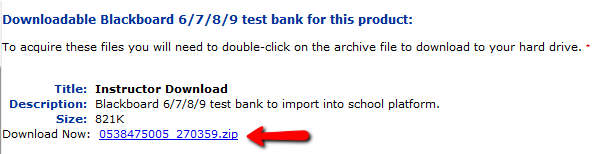 Downloadable Blackboard 6/7/8/9 test bank for this product:
To acquire these files you will need to double-click on the archive file to download to your hard drive. *
Title: Instructor Download
Description: Blackboard 6/7/8/9 test bank to import into school platform.
Size: 821K
Download Now: 0538475005_270359.zip